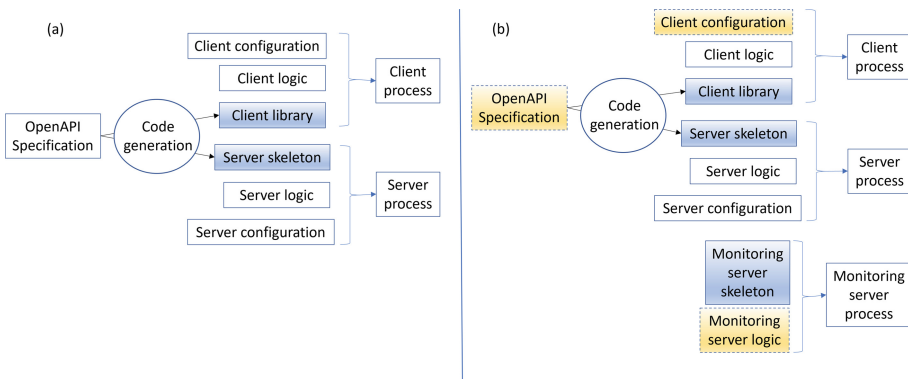 (a)
Client configuration
Client logic
Client library
Client
process
OpenAPI
Specification
Code
generation
Server skeleton
Server logic
Server configuration
Server
process
(b)
Client configuration
Client logic
Client library
Client
process
OpenAPI
Specification
Code
generation
Server skeleton
Server logic
Server configuration
Server
process
Monitoring
server
skeleton
Monitoring
server logic
Monitoring
server
process